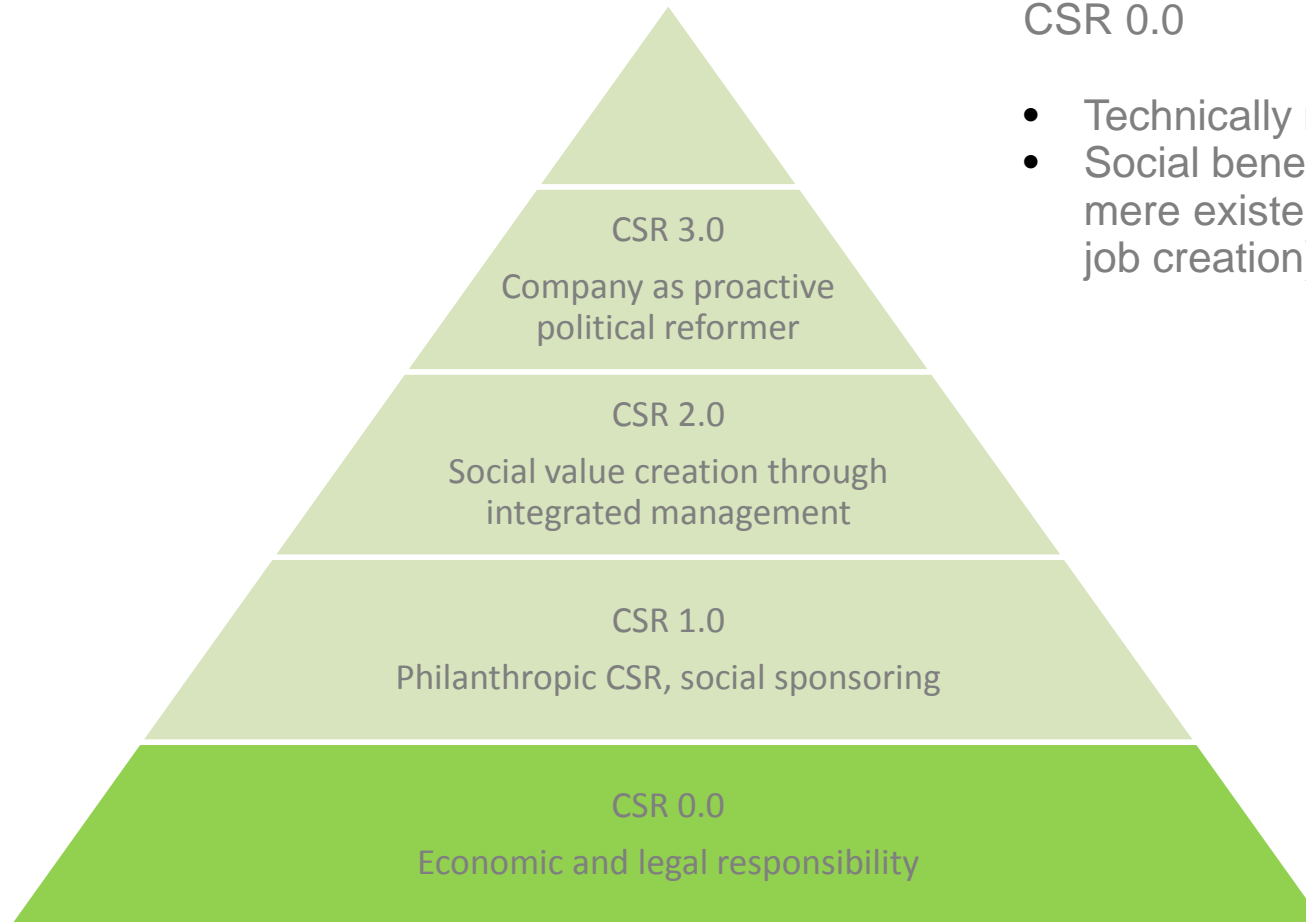 CSR 3.0
Company as proactive
political reformer
CSR 2.0
Social value creation through
integrated management
CSR 1.0
Philanthropic CSR, social sponsoring
CSR 0.0
Economic and legal responsibility
CSR 0.0
• Technically
• Social
mere
job creation